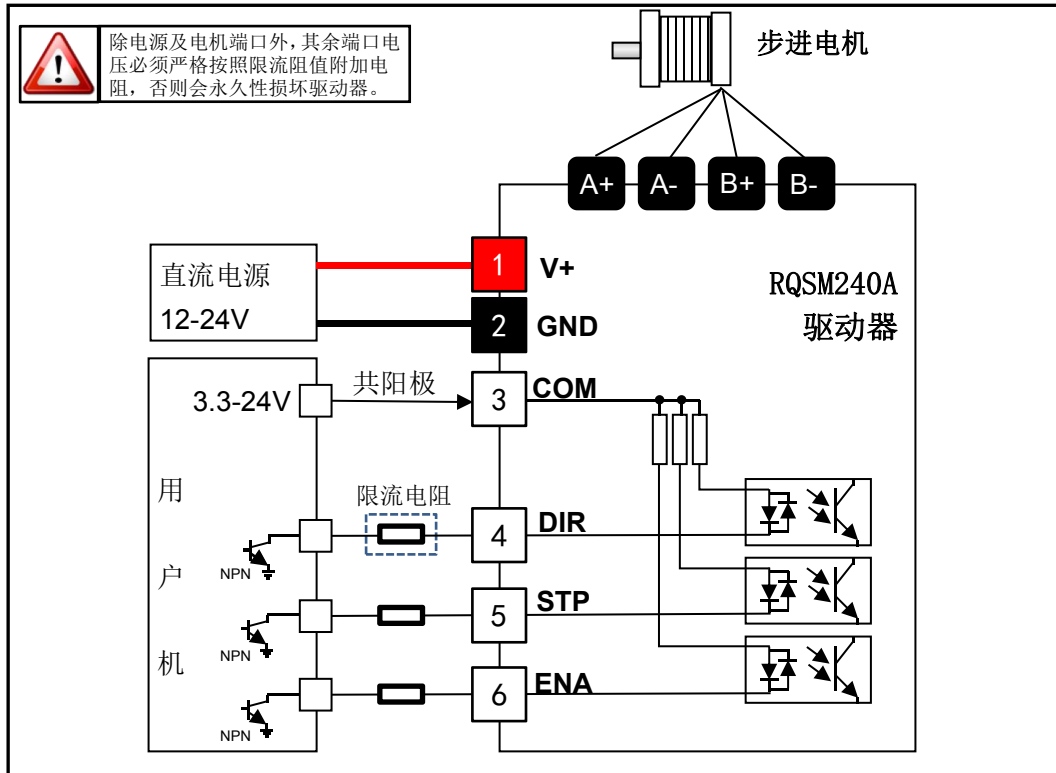 除电源及电机端口外,其余端口电
压必须严格按照限流阻值附加电
阻，否则会永久性损坏驱动器。
步进电机
A+ A- B+ B-
直流电源
12-24V
1 V+
2 GND
RQSM240A
驱动器
3.3-24V
共阳极
3 COM
用户机
限流电阻
NPN
4 DIR
NPN
5 STP
NPN
6 ENA